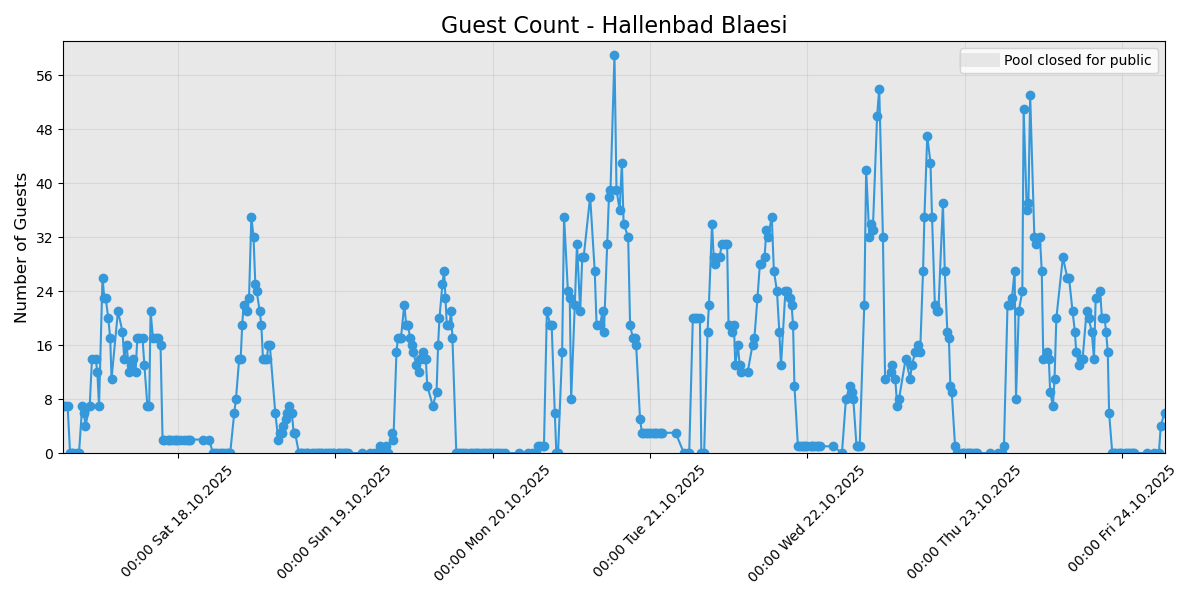 Guest Count - Hallenbad Blaesi
Pool closed for public
Number of Guests
56
48
40
32
24
16
8
0
00:00 Sat 18.10.2025
00:00 Sun 19.10.2025
00:00 Mon 20.10.2025
00:00 Tue 21.10.2025
00:00 Wed 22.10.2025
00:00 Thu 23.10.2025
00:00 Fri 24.10.2025